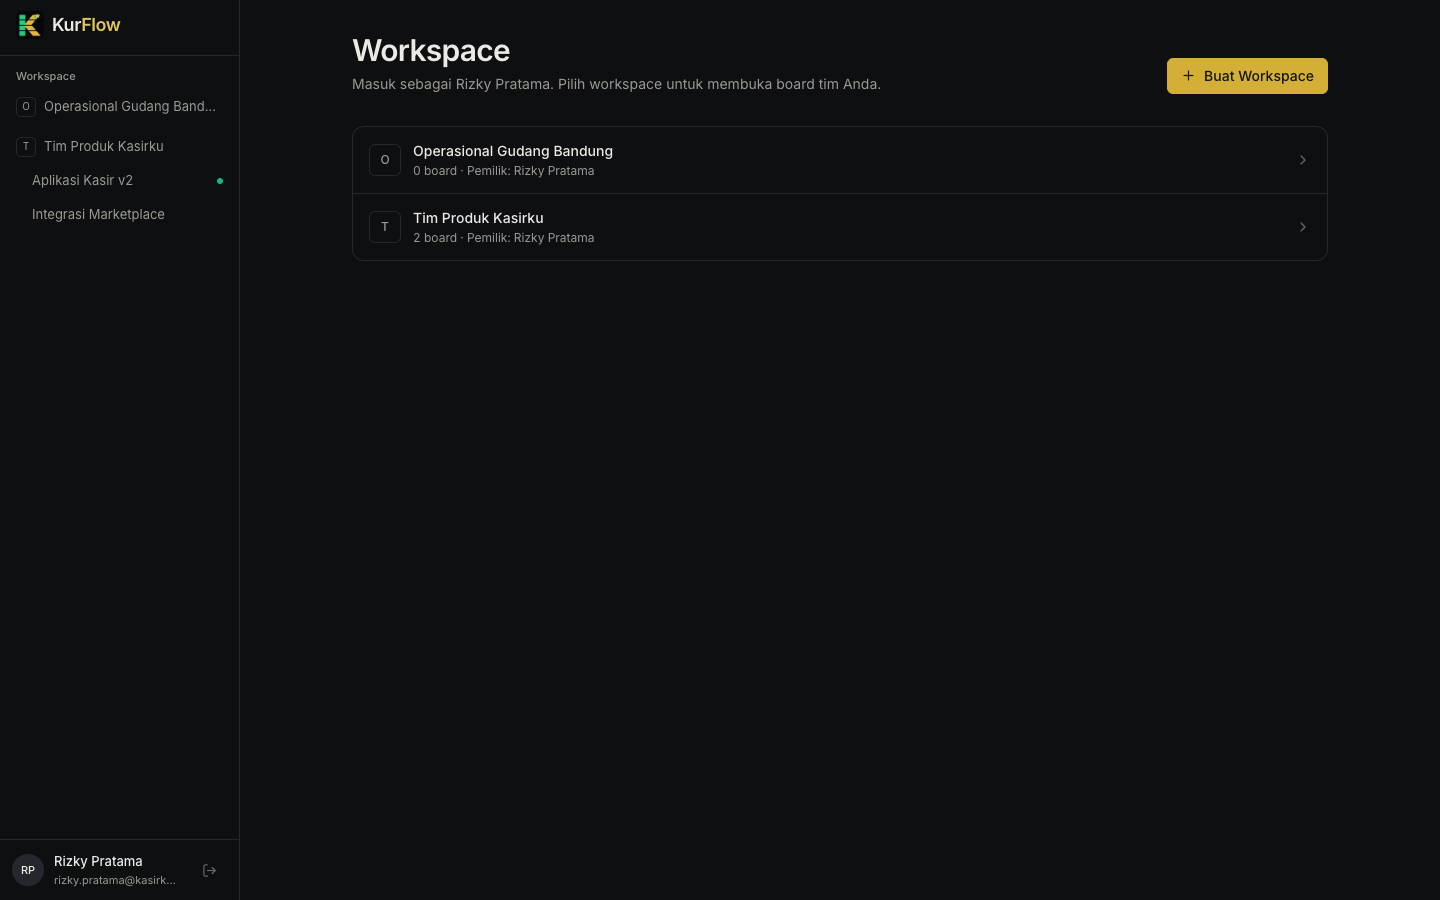 KurFlow
Workspace
O Operasional Gudang Band...
T Tim Produk Kasirku
Aplikasi Kasir v2
Integrasi Marketplace
RP
Rizky Pratama
rizky.pratama@kasirk...
Workspace
Masuk sebagai Rizky Pratama. Pilih workspace untuk membuka board tim Anda.
+ Buat Workspace
O
Operasional Gudang Bandung
0 board · Pemilik: Rizky Pratama
T
Tim Produk Kasirku
2 board · Pemilik: Rizky Pratama